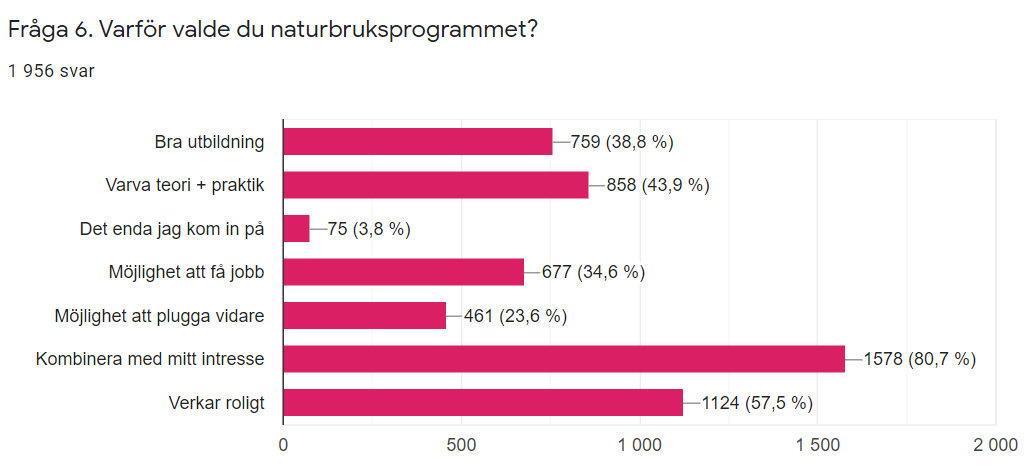 Fråga 6. Varför valde du naturbruksprogrammet?
1 956 svar
Bra utbildning 759 (38,8 %)
Varva teori + praktik 858 (43,9 %)
Det enda jag kom in på 75 (3,8 %)
Möjlighet att få jobb 677 (34,6 %)
Möjlighet att plugga vidare 461 (23,6 %)
Kombinera med mitt intresse 1578 (80,7 %)
Verkar roligt 1124 (57,5 %)
0 500 1 000 1 500 2 000